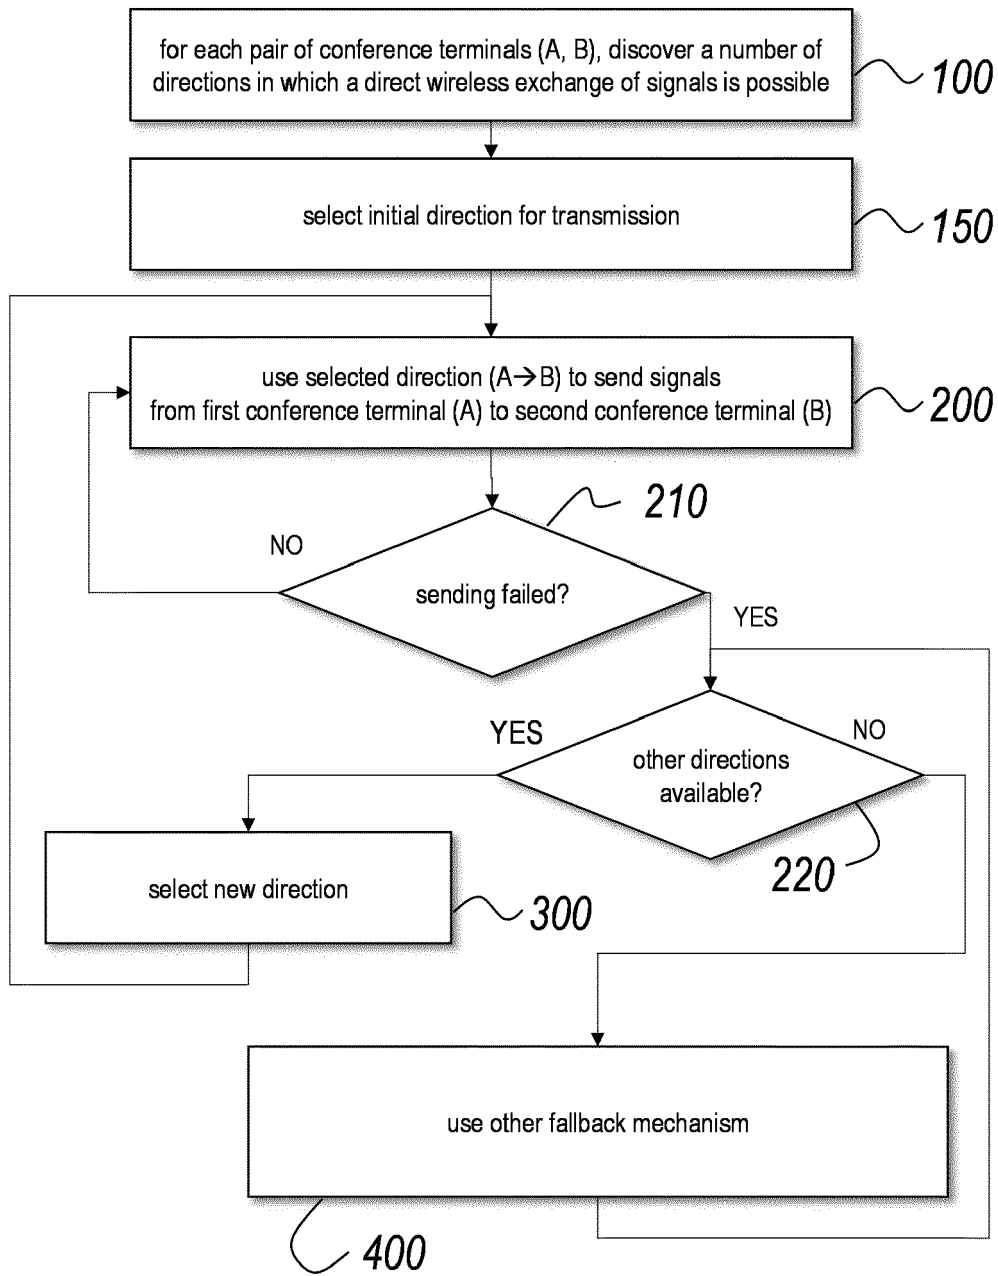 for each pair of conference terminals (A, B), discover a number of
directions in which a direct wireless exchange of signals is possible
100
select initial direction for transmission
150
use selected direction (A→B) to send signals
from first conference terminal (A) to second conference terminal (B)
200
210
NO
sending failed?
YES
YES
NO
other directions
available?
220
select new direction
300
use other fallback mechanism
400